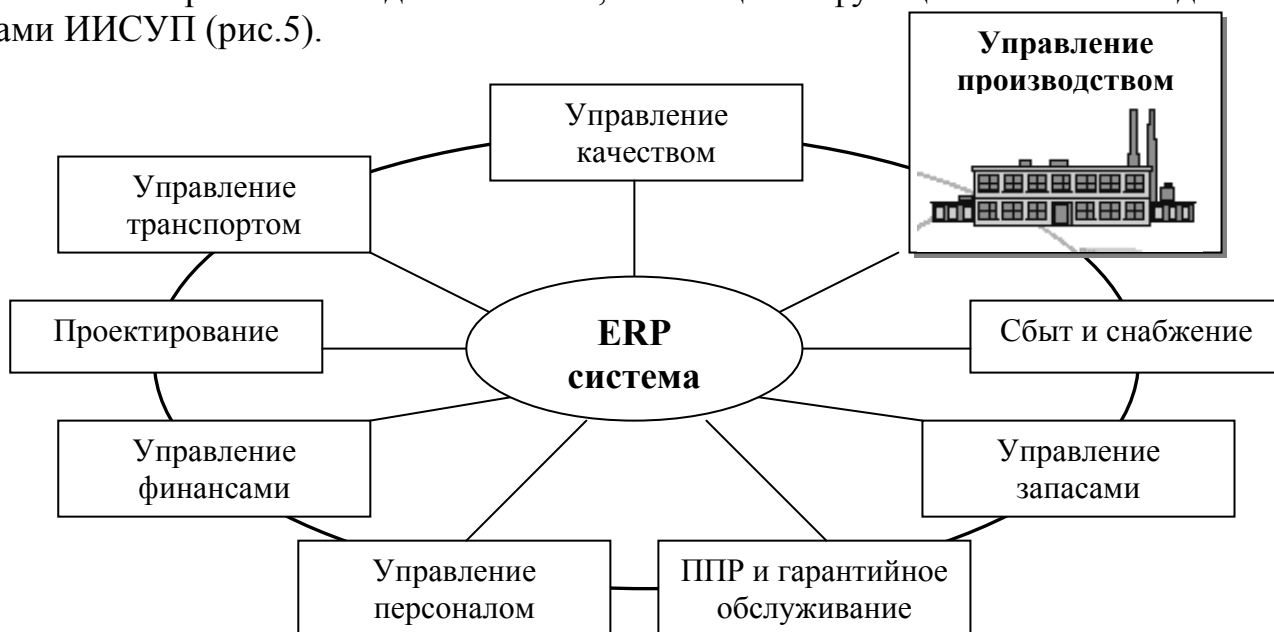 ами ИИСУП (рис.5).
Управление
производством
Управление
качеством
Управление
транспортом
ERP
система
Проектирование
Сбыт и снабжение
Управление
финансами
Управление
запасами
Управление
персоналом
ППР и гарантийное
обслуживание